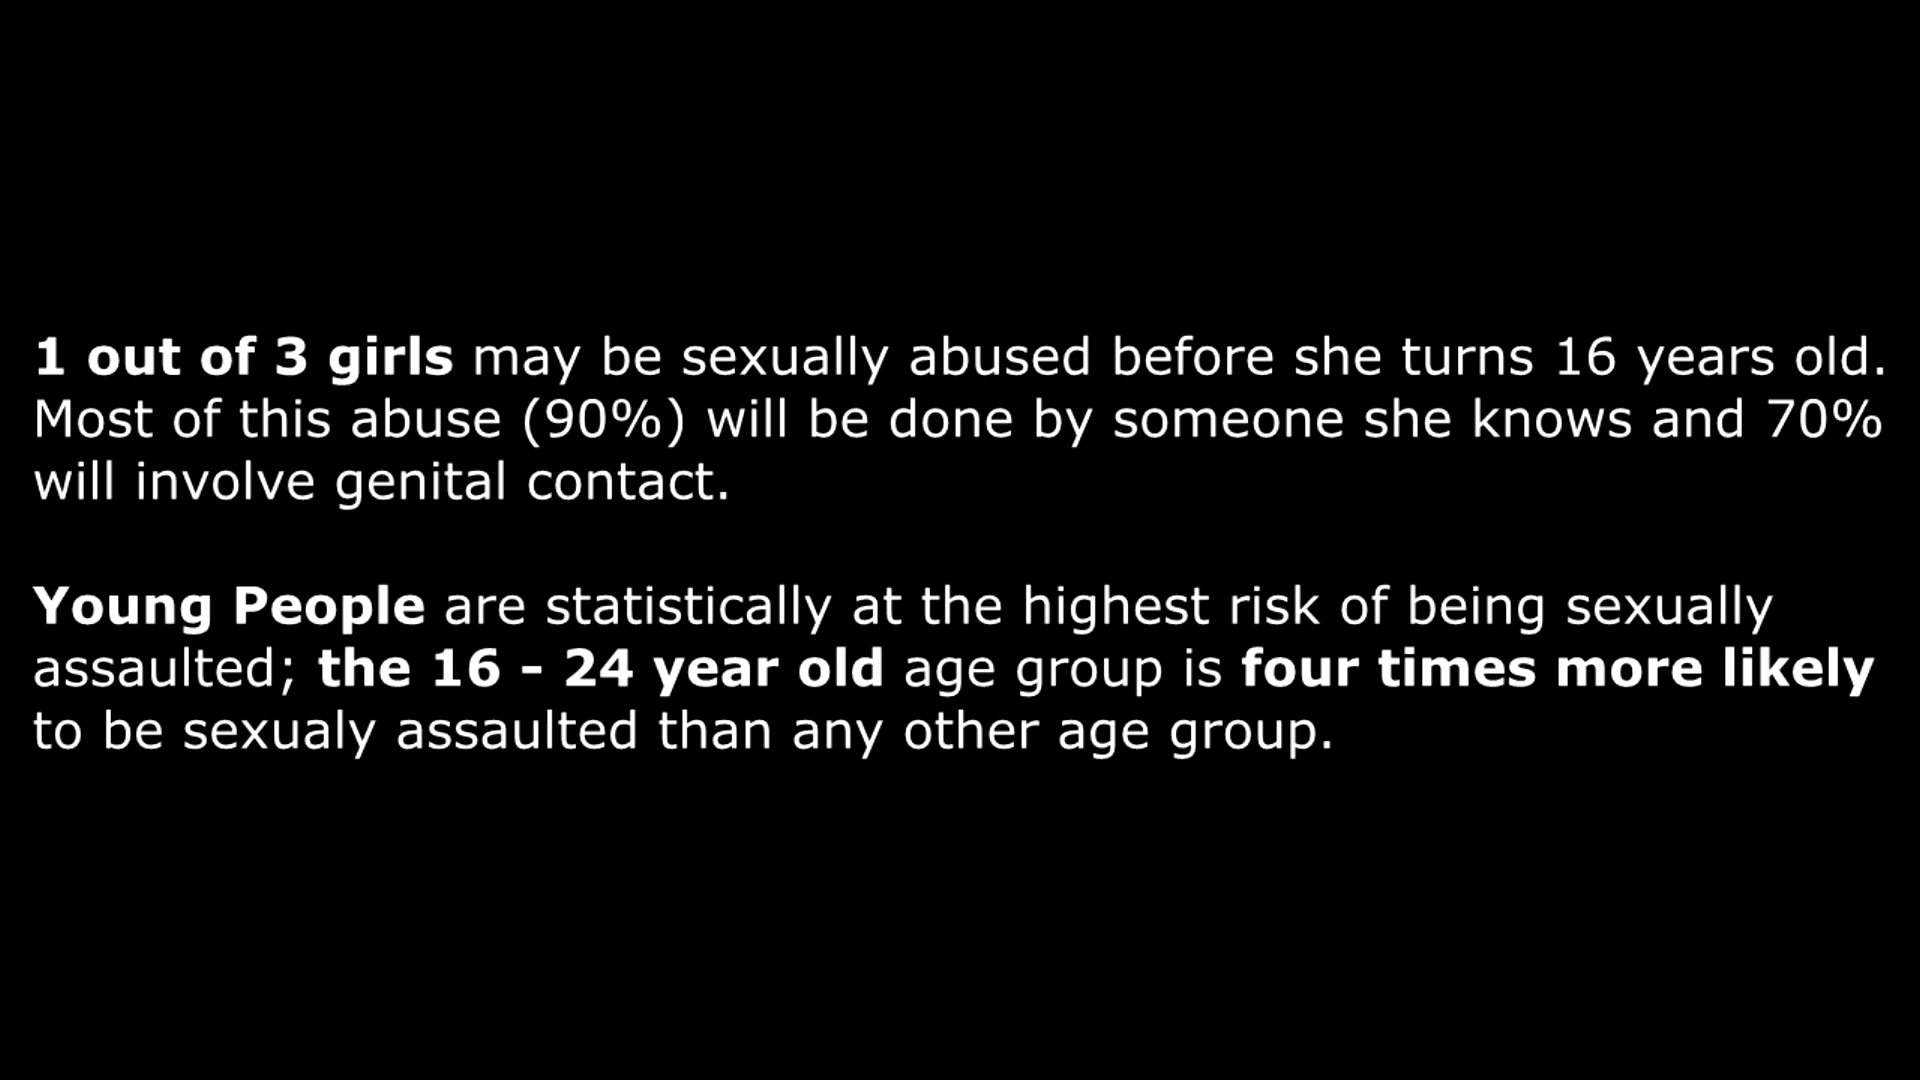 1 out of 3 girls may be sexually abused before she turns 16 years old.
Most of this abuse (90%) will be done by someone she knows and 70%
will involve genital contact.
Young People are statistically at the highest risk of being sexually
assaulted; the 16 - 24 year old age group is four times more likely
to be sexualy assaulted than any other age group.